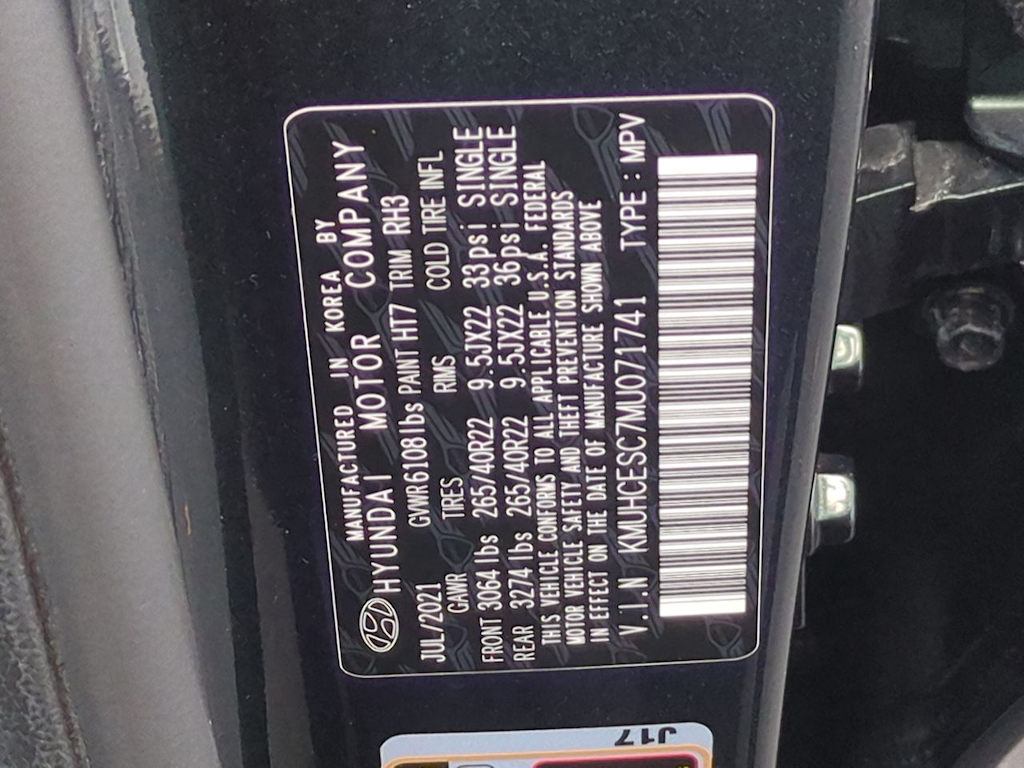 MANUFACTURED IN KOREA BY
HYUNDAI MOTOR COMPANY
JUL/2021 GVWR 6108lbs PAINT HT7 TRIM RH3
GAWR TIRES RIMS COLD TIRE INFL
FRONT 3064lbs 265/40R22 9.5JX22 33psi SINGLE
REAR 3274lbs 265/40R22 9.5JX22 36psi SINGLE
THIS VEHICLE CONFORMS TO ALL APPLICABLE U.S.A. FEDERAL
MOTOR VEHICLE SAFETY AND THEFT PREVENTION STANDARDS
IN EFFECT ON THE DATE OF MANUFACTURE SHOWN ABOVE
V.I.N KMUHCESC7MU071741 TYPE : MPV
J17